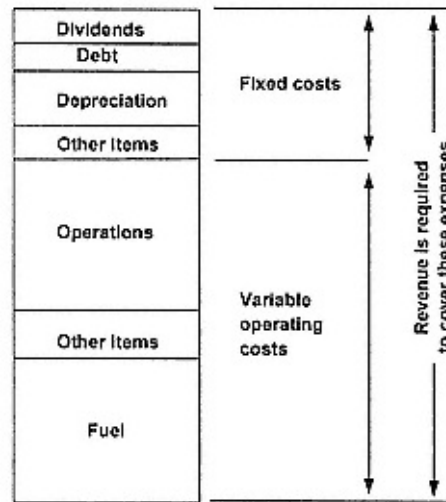 Dividends
Debt
Depreciation
Other Items
Operations
Other Items
Fuel
Fixed costs
Variable
operating
costs
Revenue is required
to cover these expenses